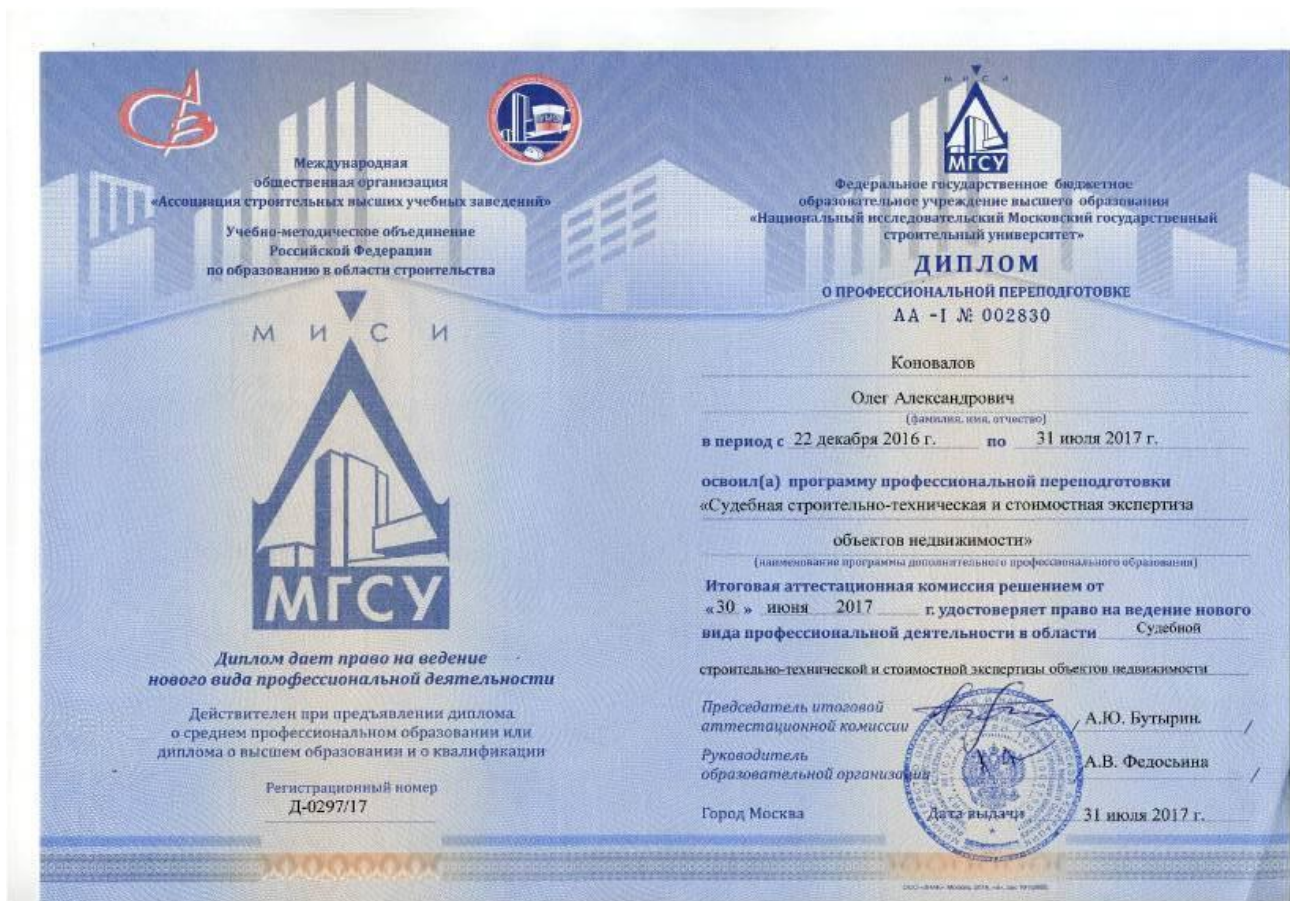 Международная
общественная организация
«Ассоциация строительных высших учебных заведений»
Учебно-методическое объединение
Российской Федерации
по образованию в области строительства
МИСИ
МГСУ
Диплом дает право на ведение
нового вида профессиональной деятельности
Действителен при предъявлении диплома
о среднем профессиональном образовании или
диплома о высшем образовании и о квалификации
Регистрационный номер
Д-0297/17
МИСИ
МГСУ
Федеральное государственное бюджетное
образовательное учреждение высшего образования
«Национальный исследовательский Московский государственный
строительный университет»
ДИПЛОМ
О ПРОФЕССИОНАЛЬНОЙ ПЕРЕПОДГОТОВКЕ
АА -I № 002830
Коновалов
Олег Александрович
(фамилия, имя, отчество)
в период с 22 декабря 2016 г. по 31 июля 2017 г.
освоил(а) программу профессиональной переподготовки
«Судебная строительно-техническая и стоимостная экспертиза
объектов недвижимости»
(наименование программы дополнительного профессионального образования)
Итоговая аттестационная комиссия решением от
«30 » июня 2017 г. удостоверяет право на ведение нового
вида профессиональной деятельности в области Судебной
строительно-технической и стоимостной экспертизы объектов недвижимости
Председатель итоговой
аттестационной комиссии / А.Ю. Бутырин /
Руководитель
образовательной организации А.В. Федосьина /
Город Москва Дата выдачи 31 июля 2017 г.